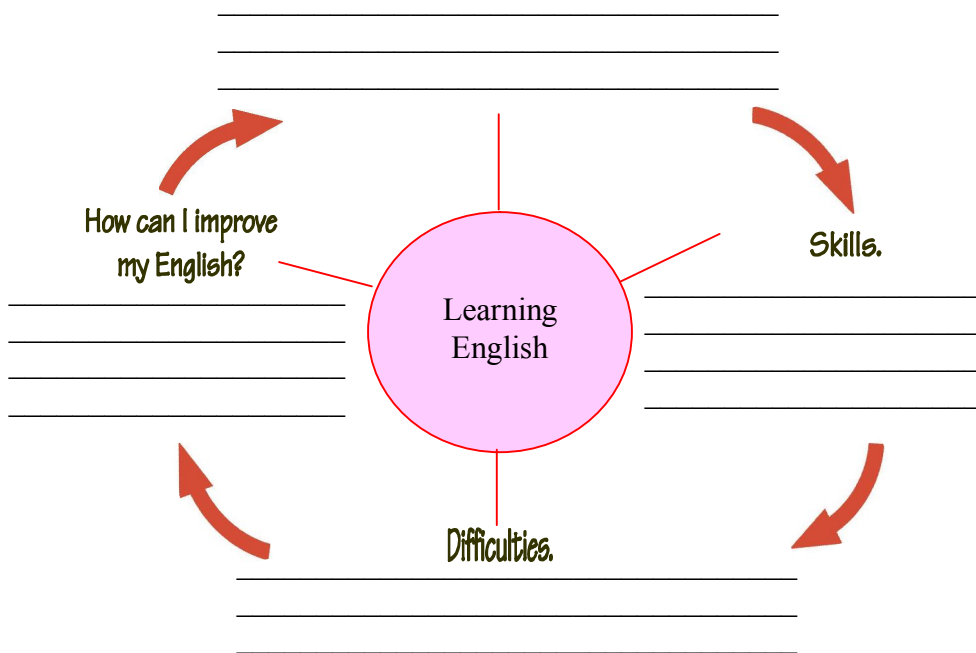 How can I improve
my English?
Skills.
Learning
English
Difficulties.